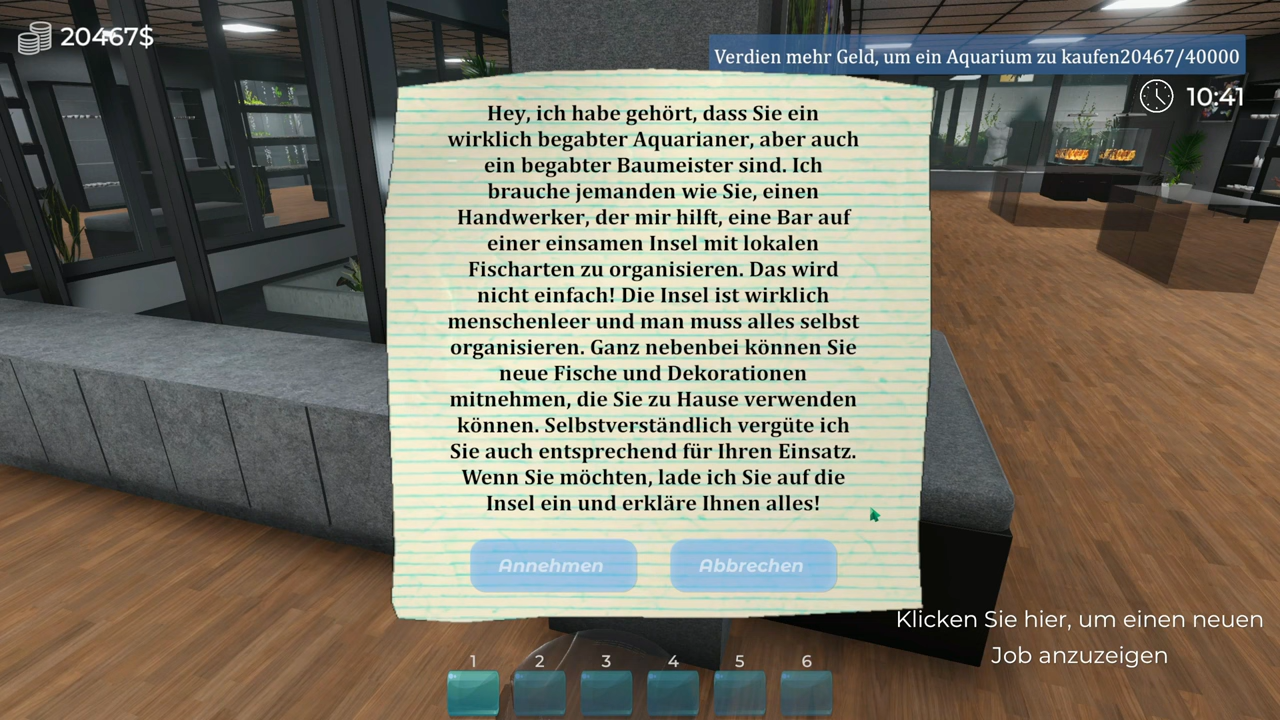 20467$
Verdien mehr Geld, um ein Aquarium zu kaufen20467/40000
10:41
Hey, ich habe gehört, dass Sie ein
wirklich begabter Aquarianer, aber auch
ein begabter Baumeister sind. Ich
brauche jemanden wie Sie, einen
Handwerker, der mir hilft, eine Bar auf
einer einsamen Insel mit lokalen
Fischarten zu organisieren. Das wird
nicht einfach! Die Insel ist wirklich
menschenleer und man muss alles selbst
organisieren. Ganz nebenbei können Sie
neue Fische und Dekorationen
mitnehmen, die Sie zu Hause verwenden
können. Selbstverständlich vergüte ich
Sie auch entsprechend für Ihren Einsatz.
Wenn Sie möchten, lade ich Sie auf die
Insel ein und erkläre Ihnen alles!
Annehmen Abbrechen
Klicken Sie hier, um einen neuen
Job anzuzeigen
1 2 3 4 5 6